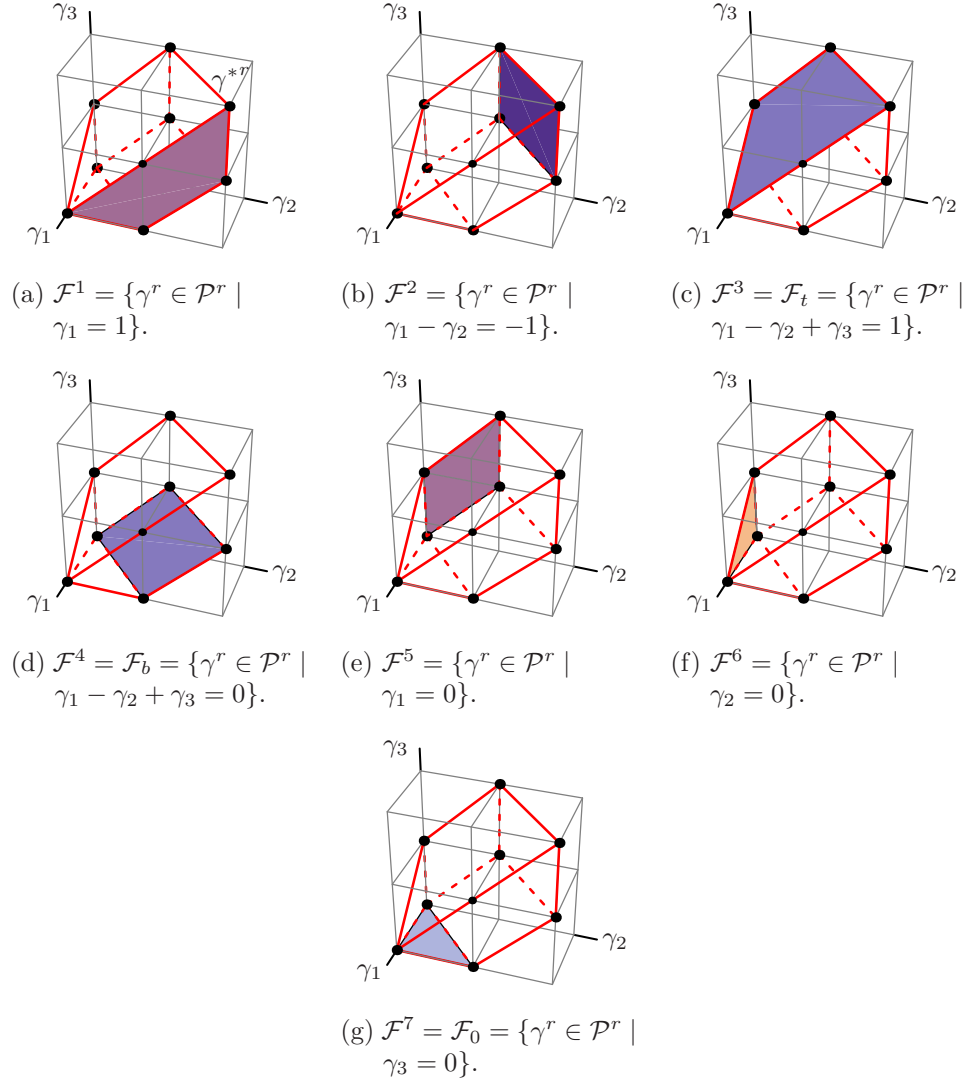 γ₃ γ₃ γ₃
γ*ʳ
γ₂ γ₂ γ₂
γ₁ γ₁ γ₁
(a) ℱ¹ = {γʳ ∈ 𝒫ʳ | (b) ℱ² = {γʳ ∈ 𝒫ʳ | (c) ℱ³ = ℱₜ = {γʳ ∈ 𝒫ʳ |
γ₁ = 1}. γ₁ − γ₂ = −1}. γ₁ − γ₂ + γ₃ = 1}.
γ₃ γ₃ γ₃
γ₂ γ₂ γ₂
γ₁ γ₁ γ₁
(d) ℱ⁴ = ℱ_b = {γʳ ∈ 𝒫ʳ | (e) ℱ⁵ = {γʳ ∈ 𝒫ʳ | (f) ℱ⁶ = {γʳ ∈ 𝒫ʳ |
γ₁ − γ₂ + γ₃ = 0}. γ₁ = 0}. γ₂ = 0}.
γ₃
γ₂
γ₁
(g) ℱ⁷ = ℱ₀ = {γʳ ∈ 𝒫ʳ |
γ₃ = 0}.